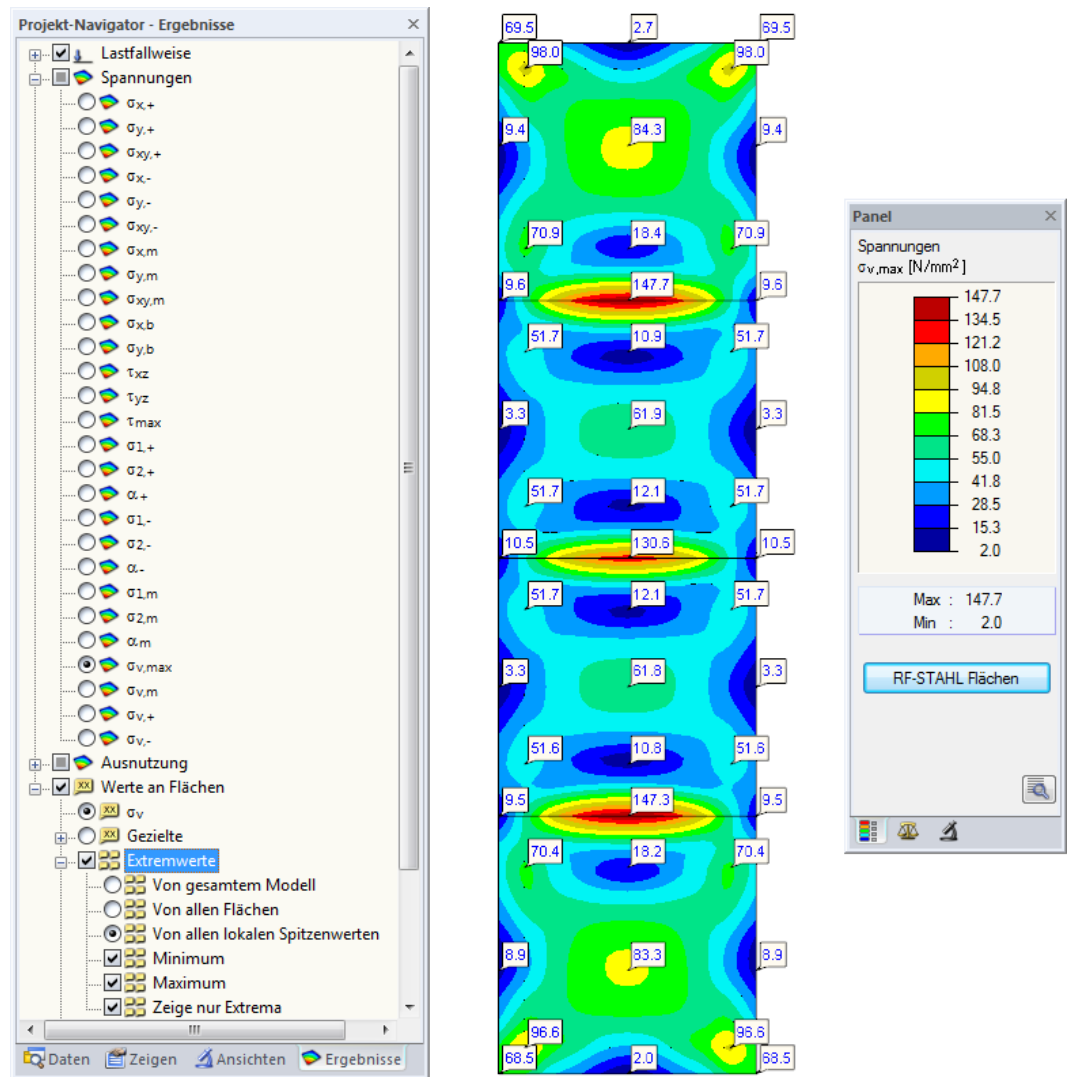 Projekt-Navigator - Ergebnisse
Lastfallweise
Spannungen
σx,+
σy,+
σxy,+
σx,-
σy,-
σxy,-
σx,m
σy,m
σxy,m
σx,b
σy,b
τxz
τyz
τmax
σ1,+
σ2,+
α+
σ1,-
σ2,-
α-
σ1,m
σ2,m
αm
σv,max
σv,m
σv,+
σv,-
Ausnutzung
xx Werte an Flächen
xx σv
xx Gezielte
Extremwerte
Von gesamtem Modell
Von allen Flächen
Von allen lokalen Spitzenwerten
Minimum
Maximum
Zeige nur Extrema
Daten Zeigen Ansichten Ergebnisse
69.5 2.7 69.5
98.0 98.0
9.4 84.3 9.4
70.9 18.4 70.9
9.6 147.7 9.6
51.7 10.9 51.7
3.3 61.9 3.3
51.7 12.1 51.7
10.5 130.6 10.5
51.7 12.1 51.7
3.3 61.8 3.3
51.6 10.8 51.6
9.5 147.3 9.5
70.4 18.2 70.4
8.9 83.3 8.9
96.6 96.6
68.5 2.0 68.5
Panel
Spannungen
σv,max [N/mm²]
147.7
134.5
121.2
108.0
94.8
81.5
68.3
55.0
41.8
28.5
15.3
2.0
Max : 147.7
Min : 2.0
RF-STAHL Flächen